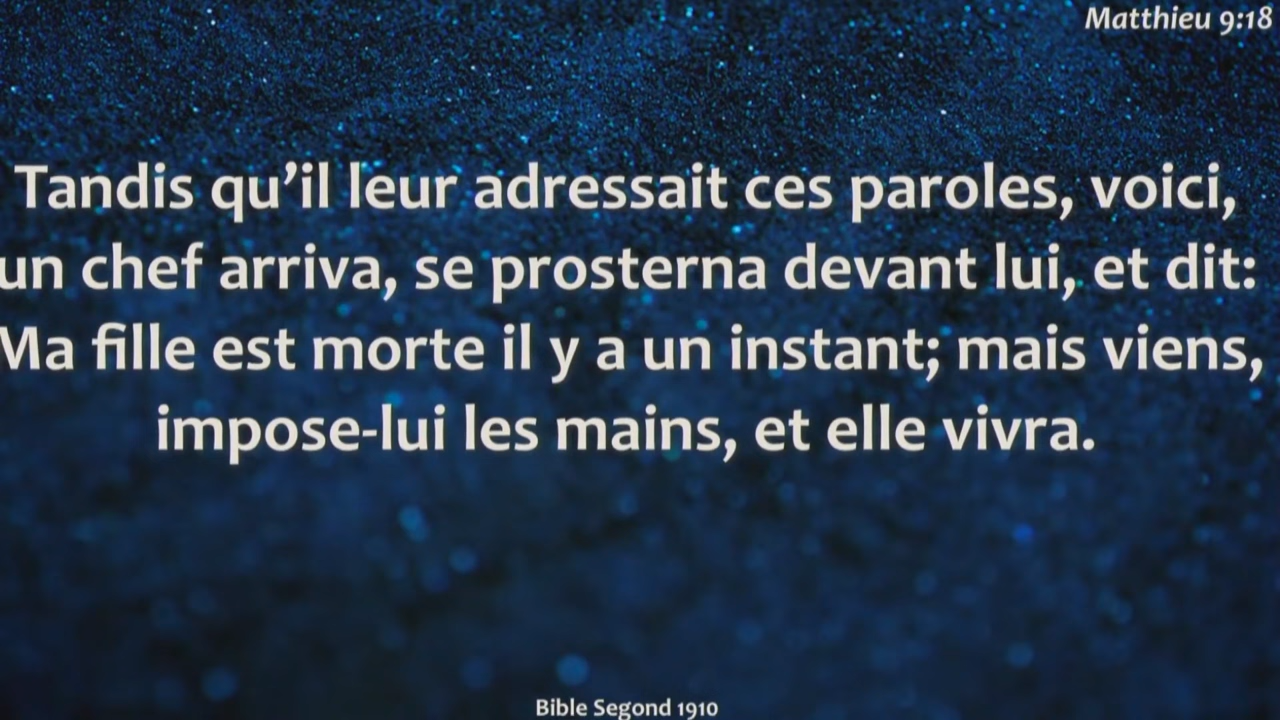 Matthieu 9:18
Tandis qu’il leur adressait ces paroles, voici,
un chef arriva, se prosterna devant lui, et dit:
Ma fille est morte il y a un instant; mais viens,
impose-lui les mains, et elle vivra.
Bible Segond 1910